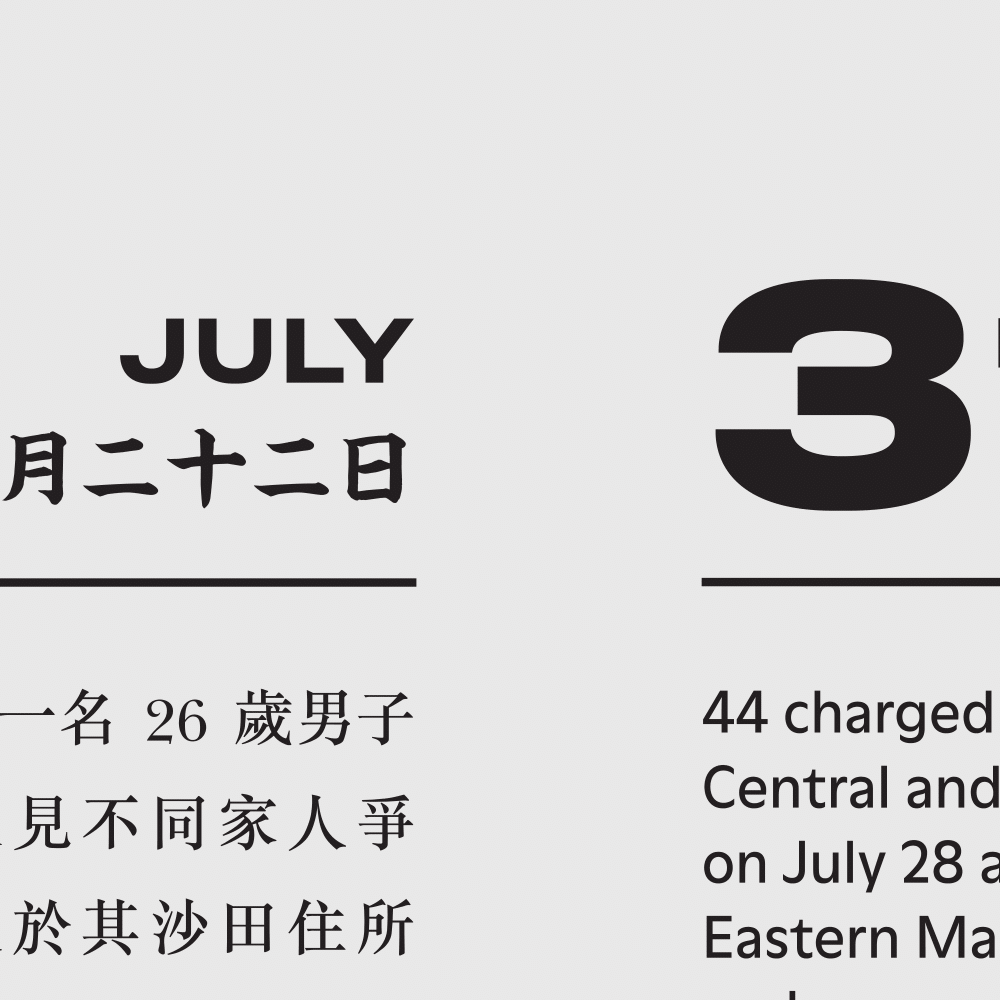 JULY
月二十二日
一名 26 歲男子
見不同家人爭
於其沙田住所
3
44 charged
Central and
on July 28 a
Eastern Ma